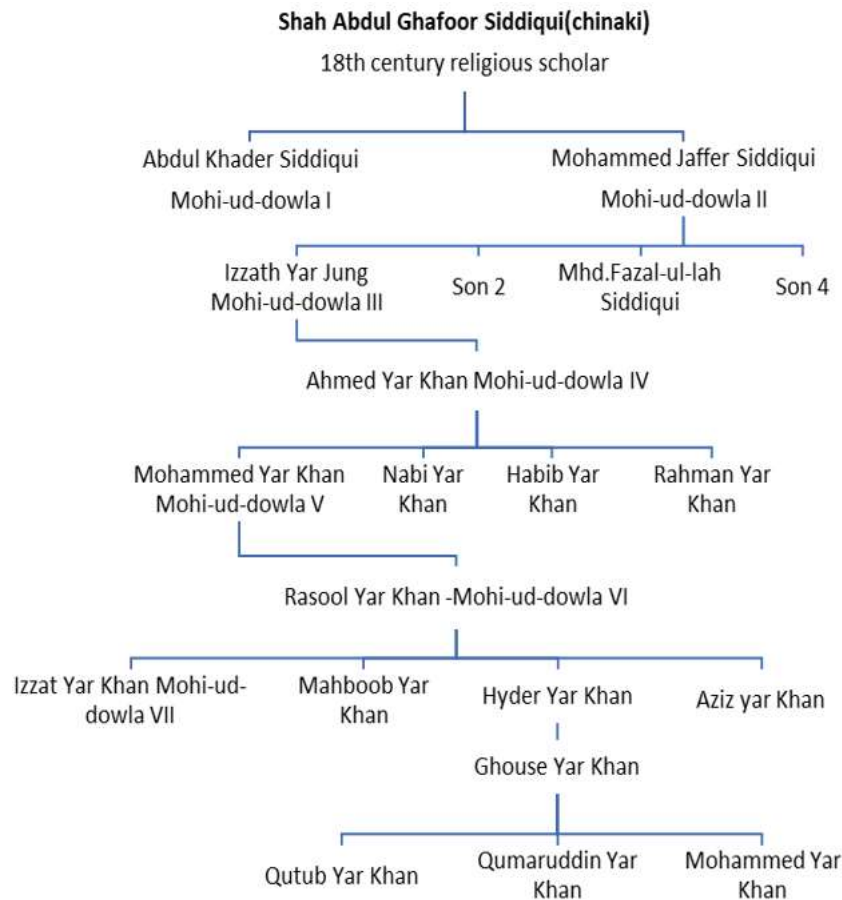 Shah Abdul Ghafoor Siddiqui(chinaki)
18th century religious scholar
Abdul Khader Siddiqui
Mohi-ud-dowla I
Mohammed Jaffer Siddiqui
Mohi-ud-dowla II
Izzath Yar Jung
Mohi-ud-dowla III
Son 2
Mhd.Fazal-ul-lah
Siddiqui
Son 4
Ahmed Yar Khan Mohi-ud-dowla IV
Mohammed Yar Khan
Mohi-ud-dowla V
Nabi Yar
Khan
Habib Yar
Khan
Rahman Yar
Khan
Rasool Yar Khan -Mohi-ud-dowla VI
Izzat Yar Khan Mohi-ud-
dowla VII
Mahboob Yar
Khan
Hyder Yar Khan
Aziz yar Khan
Ghouse Yar Khan
Qutub Yar Khan
Qumaruddin Yar
Khan
Mohammed Yar
Khan